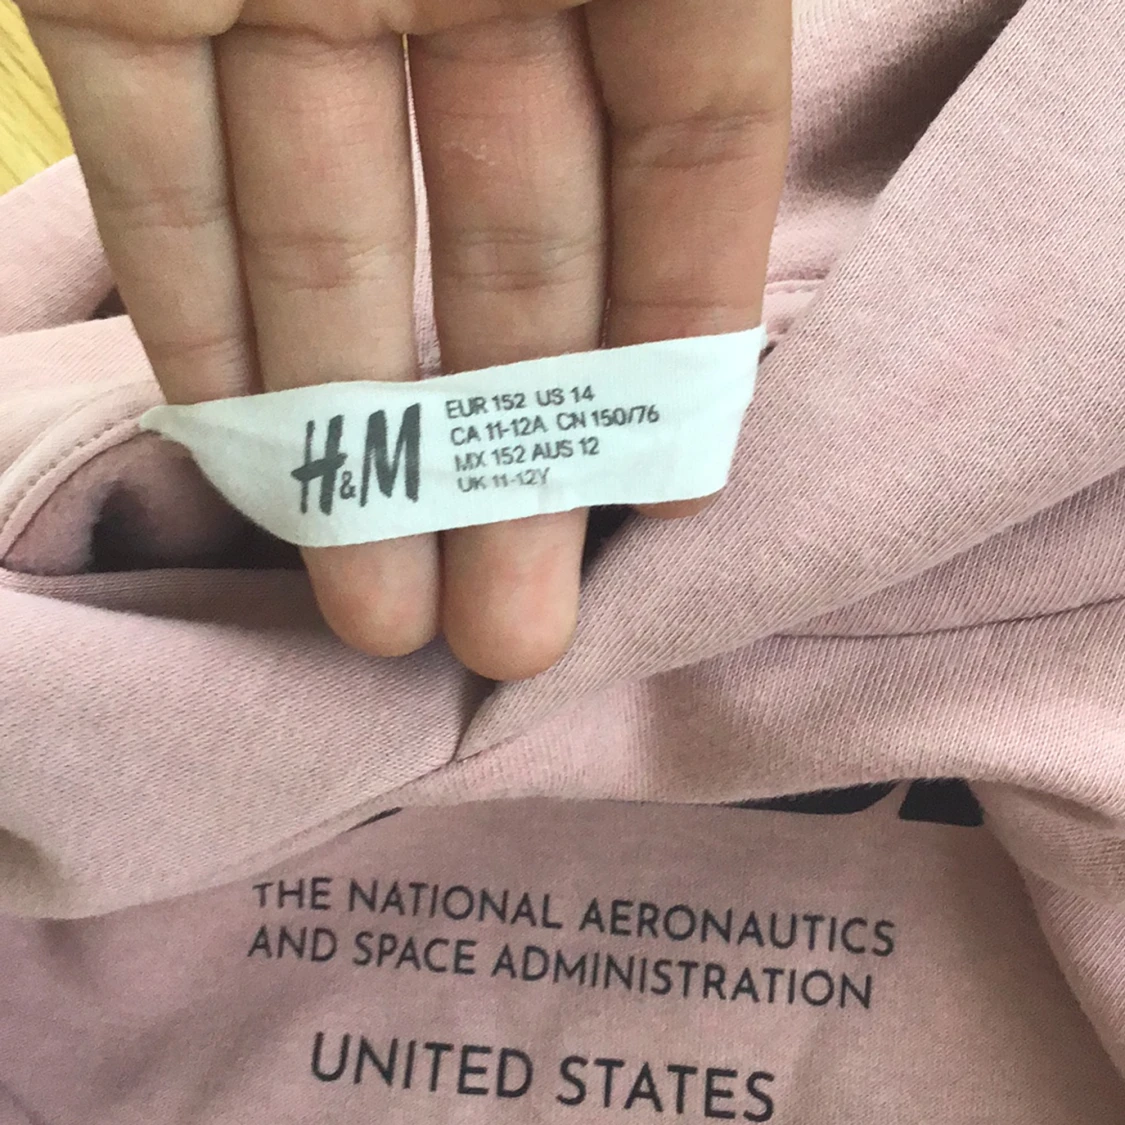 H&M
EUR 152 US 14
CA 11-12A CN 150/76
MX 152 AUS 12
UK 11-12Y
THE NATIONAL AERONAUTICS
AND SPACE ADMINISTRATION
UNITED STATES